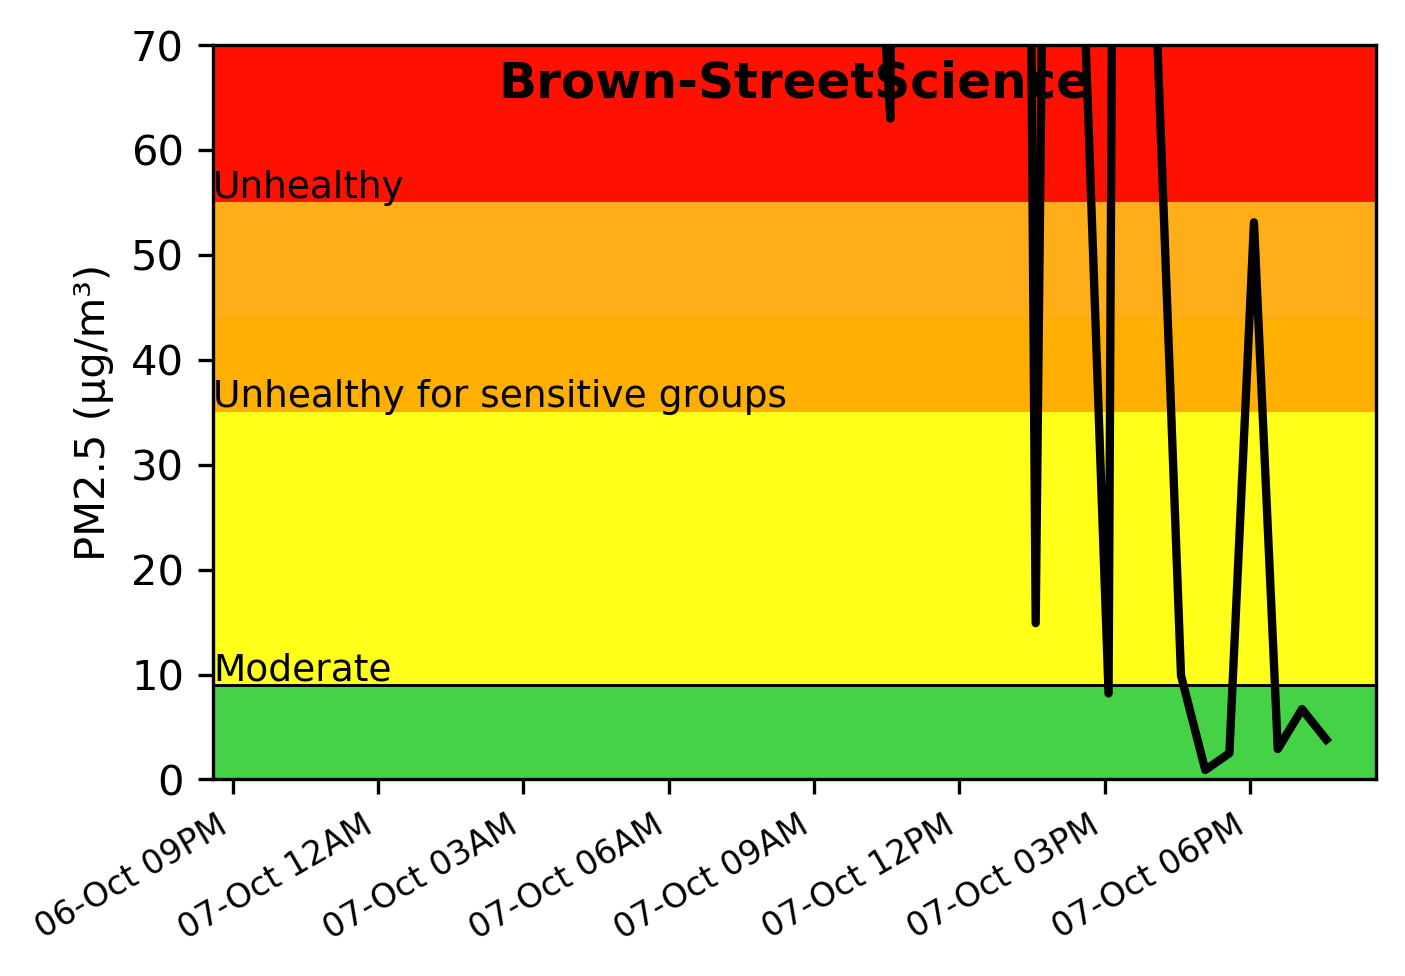 Brown-StreetScience
PM2.5 (µg/m³)
70
60
50
40
30
20
10
0
Unhealthy
Unhealthy for sensitive groups
Moderate
06-Oct 09PM
07-Oct 12AM
07-Oct 03AM
07-Oct 06AM
07-Oct 09AM
07-Oct 12PM
07-Oct 03PM
07-Oct 06PM